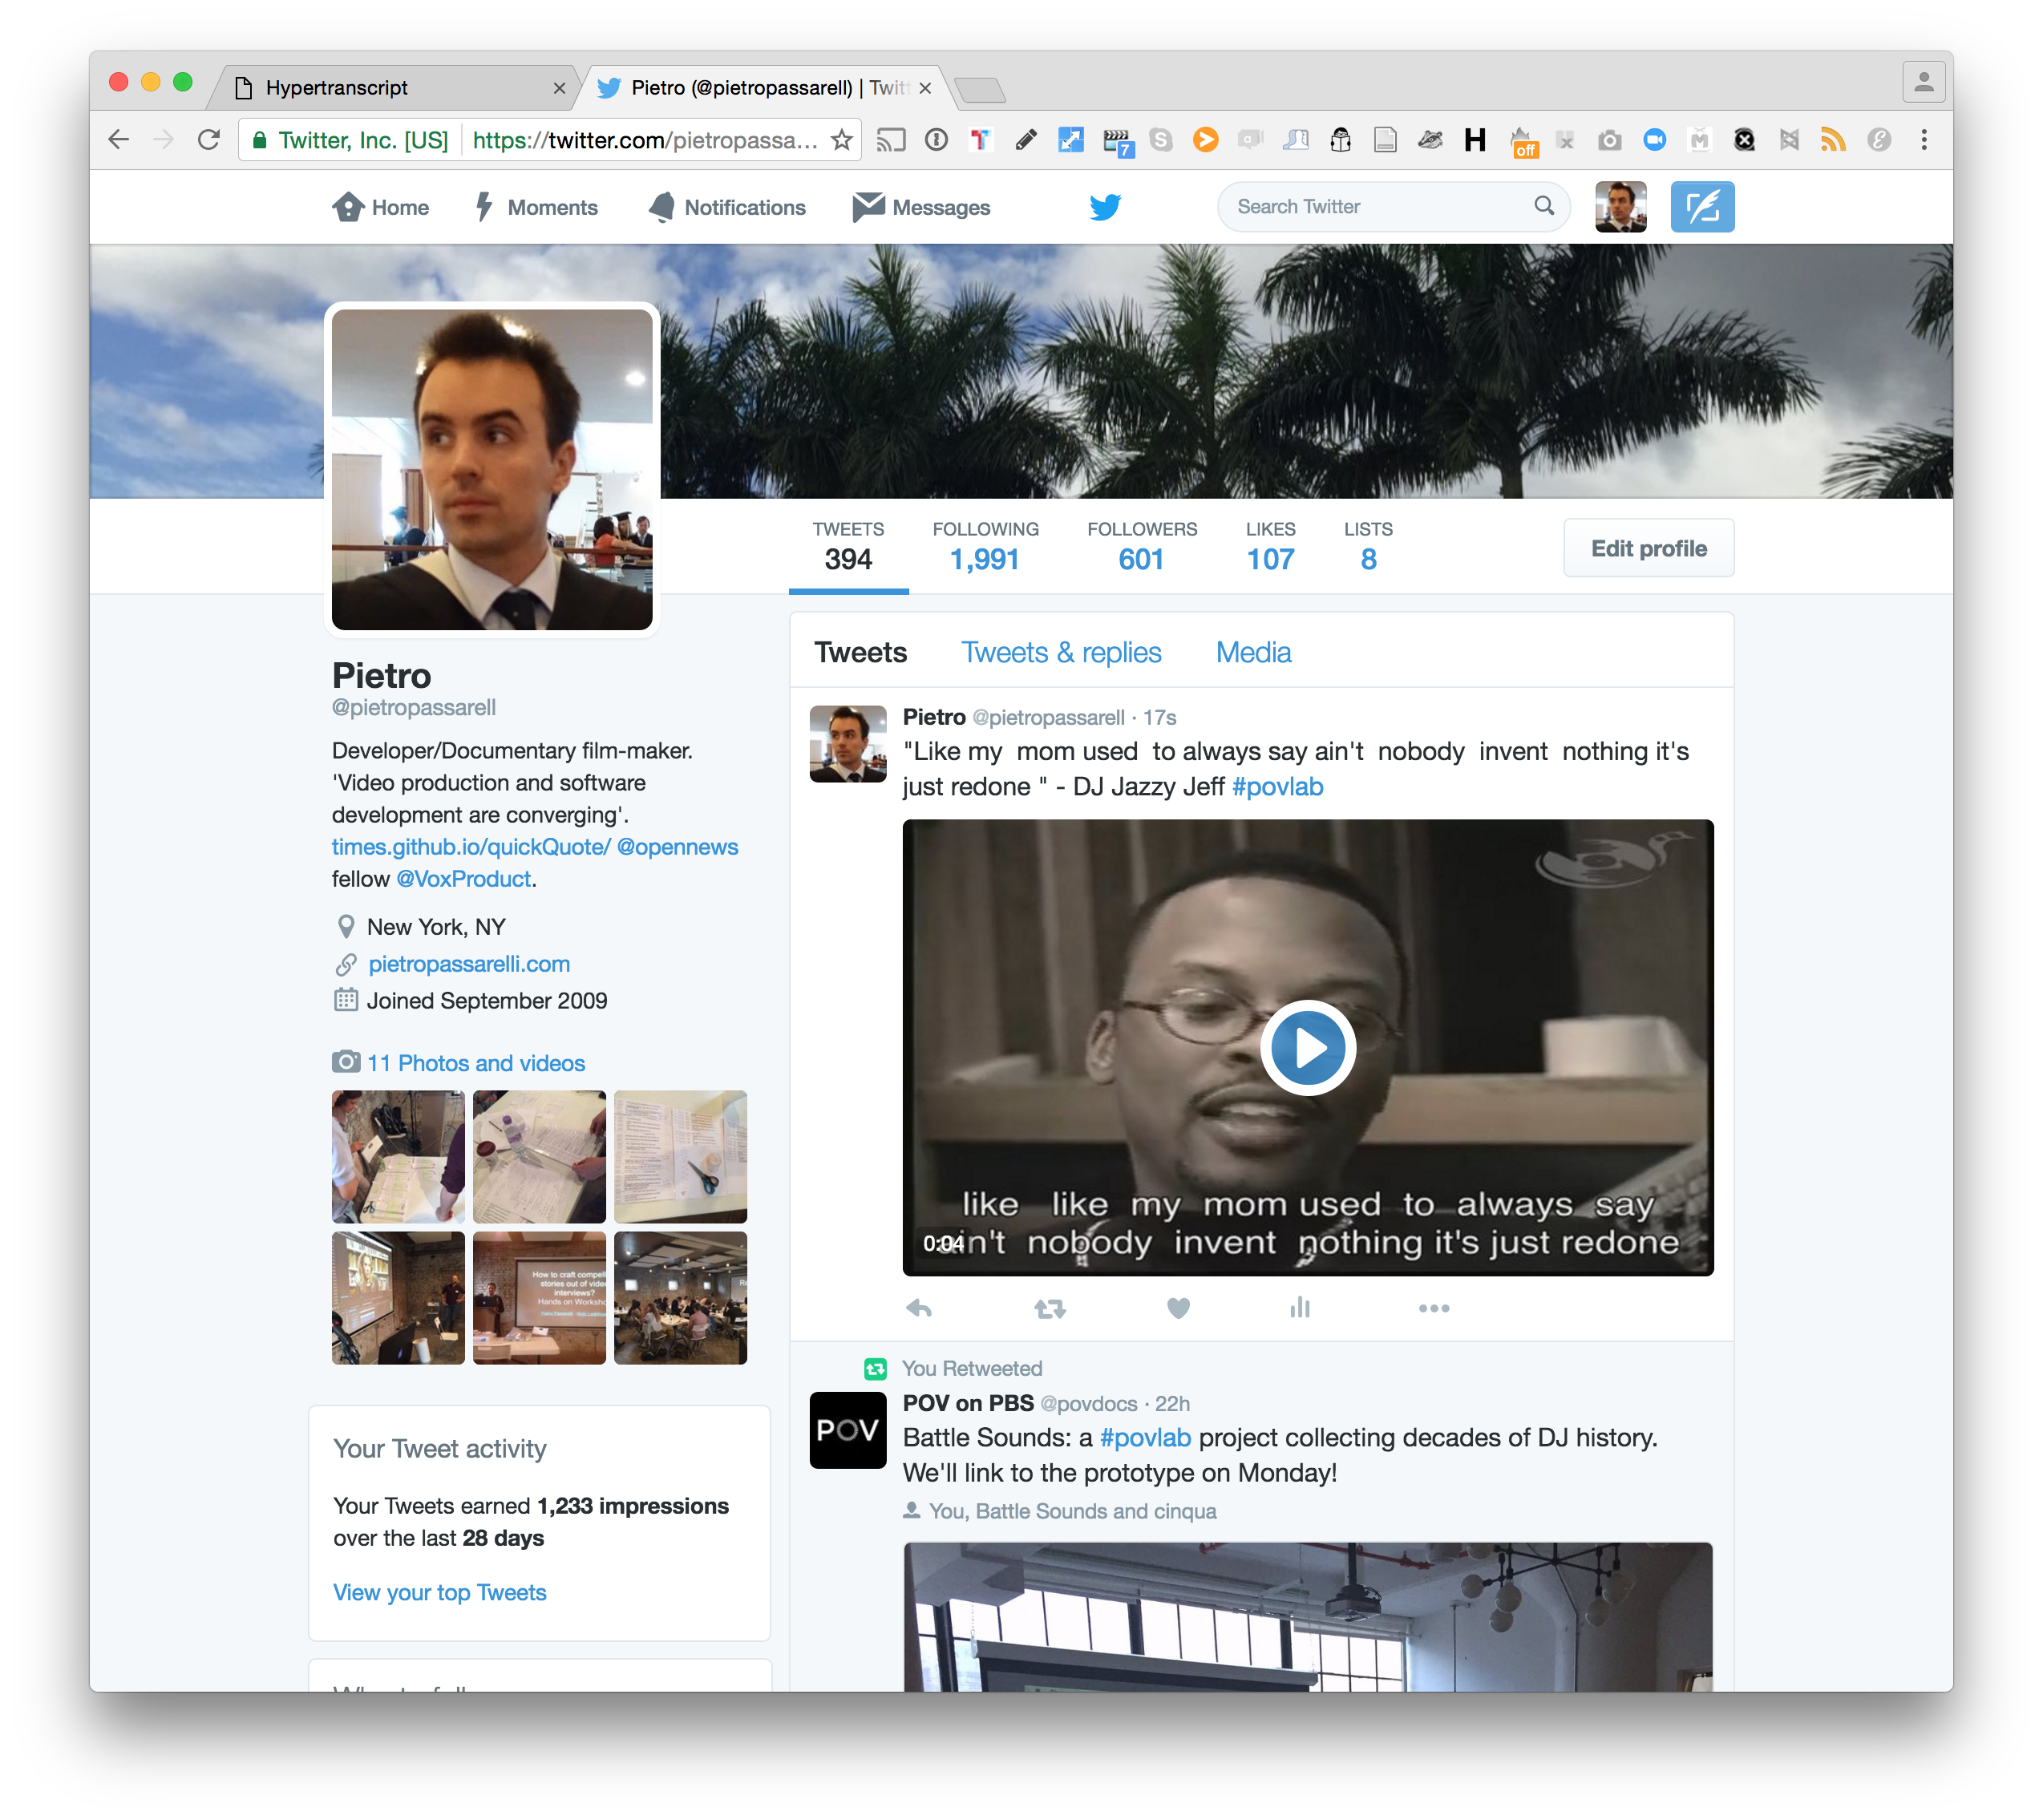 Hypertranscript
Pietro (@pietropassarell) | Twitt
Twitter, Inc. [US]
https://twitter.com/pietropassa...
7
off
Home
Moments
Notifications
Messages
Search Twitter
TWEETS
394
FOLLOWING
1,991
FOLLOWERS
601
LIKES
107
LISTS
8
Edit profile
Pietro
@pietropassarell
Developer/Documentary film-maker.
'Video production and software
development are converging'.
times.github.io/quickQuote/ @opennews
fellow @VoxProduct.
New York, NY
pietropassarelli.com
Joined September 2009
11 Photos and videos
How to craft compell
stories out of video
interviews?
Hands on Worksho
Your Tweet activity
Your Tweets earned 1,233 impressions
over the last 28 days
View your top Tweets
Tweets
Tweets & replies
Media
Pietro @pietropassarell · 17s
"Like my  mom used  to always say ain't  nobody  invent  nothing it's
just redone " - DJ Jazzy Jeff #povlab
like like my mom used to always say
ain't nobody invent nothing it's just redone
0:04
You Retweeted
POV
POV on PBS @povdocs · 22h
Battle Sounds: a #povlab project collecting decades of DJ history.
We'll link to the prototype on Monday!
You, Battle Sounds and cinqua